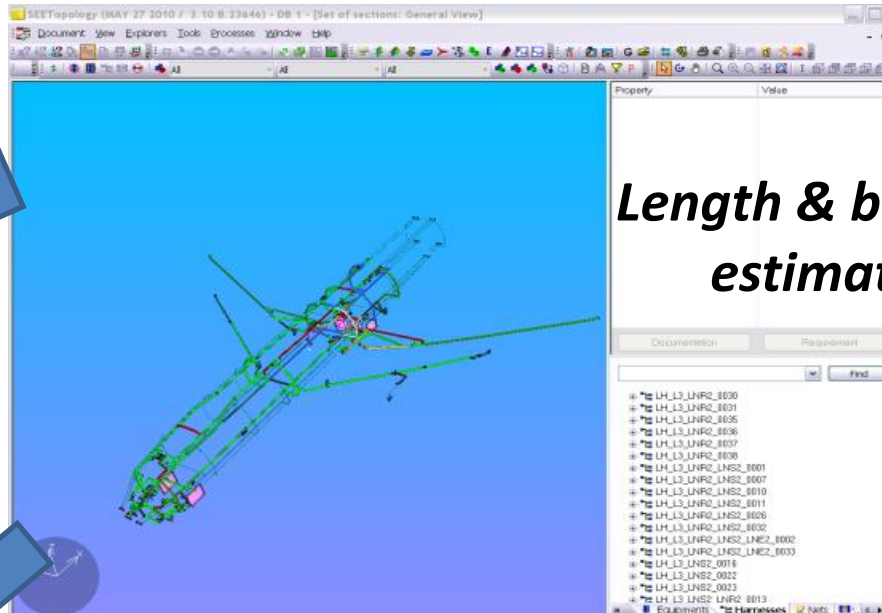 SEETopology (MAY 27 2010 / 3.10 B.23646) - DB 1 - [Set of sections: General View]
Document View Explorers Tools Processes Window Help
All All All
Property Value
Length & b
estimat
Documentation Requirement
Find
LH_L3_LNR2_0030
LH_L3_LNR2_0031
LH_L3_LNR2_0035
LH_L3_LNR2_0036
LH_L3_LNR2_0037
LH_L3_LNR2_0038
LH_L3_LNR2_LNS2_0001
LH_L3_LNR2_LNS2_0007
LH_L3_LNR2_LNS2_0010
LH_L3_LNR2_LNS2_0011
LH_L3_LNR2_LNS2_0026
LH_L3_LNR2_LNS2_0032
LH_L3_LNR2_LNS2_LNE2_0002
LH_L3_LNR2_LNS2_LNE2_0033
LH_L3_LNS2_0016
LH_L3_LNS2_0022
LH_L3_LNS2_0023
LH_L3_LNS2_LNR2_0013
Equipments Harnesses Nets